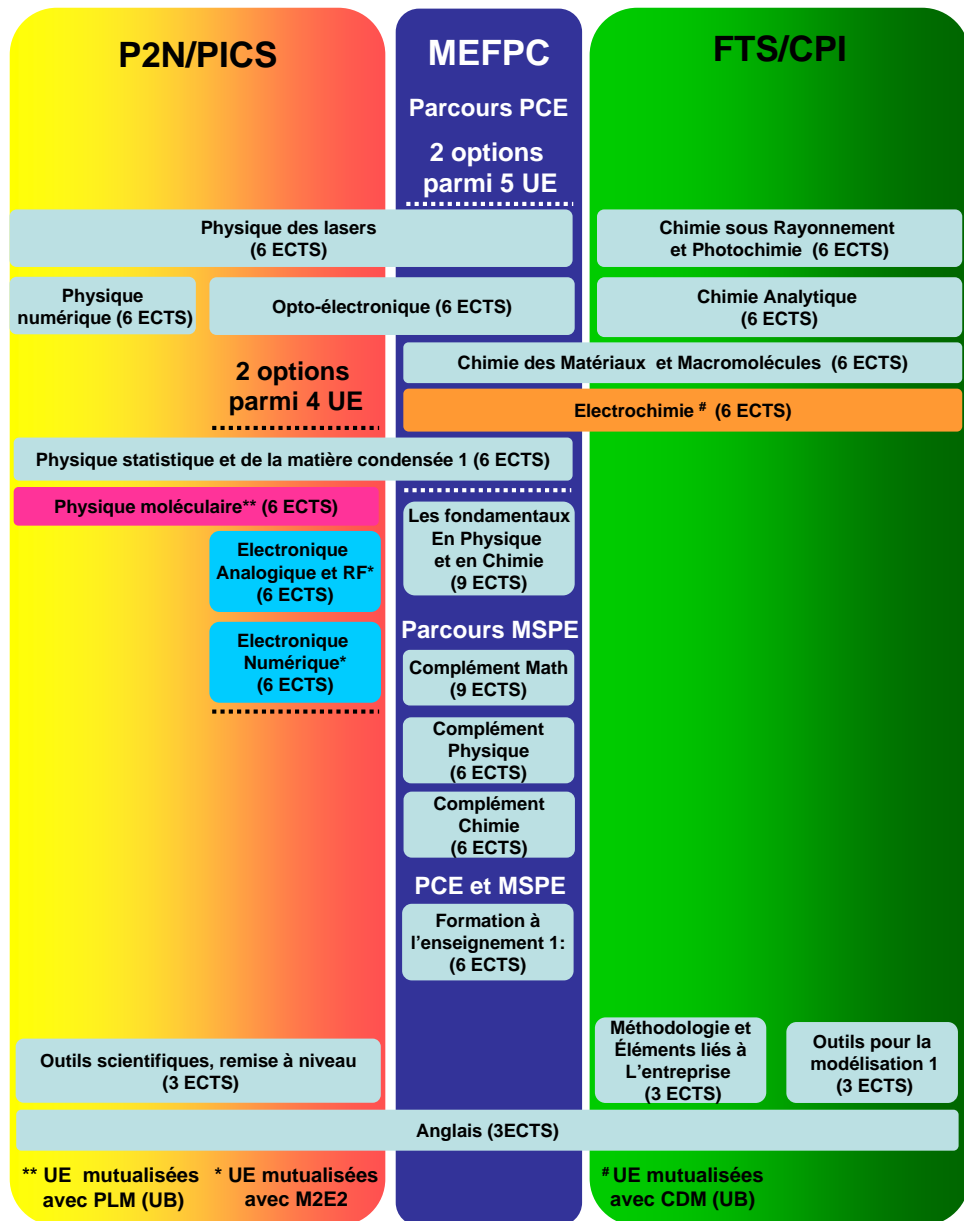 P2N/PICS
MEFPC
FTS/CPI
Parcours PCE
2 options
parmi 5 UE
Physique des lasers
(6 ECTS)
Chimie sous Rayonnement
et Photochimie (6 ECTS)
Physique
numérique (6 ECTS)
Opto-électronique (6 ECTS)
Chimie Analytique
(6 ECTS)
2 options
parmi 4 UE
Chimie des Matériaux et Macromolécules (6 ECTS)
Electrochimie # (6 ECTS)
Physique statistique et de la matière condensée 1 (6 ECTS)
Physique moléculaire** (6 ECTS)
Electronique
Analogique et RF*
(6 ECTS)
Electronique
Numérique*
(6 ECTS)
Les fondamentaux
En Physique
et en Chimie
(9 ECTS)
Parcours MSPE
Complément Math
(9 ECTS)
Complément
Physique
(6 ECTS)
Complément
Chimie
(6 ECTS)
PCE et MSPE
Formation à
l'enseignement 1:
(6 ECTS)
Outils scientifiques, remise à niveau
(3 ECTS)
Méthodologie et
Éléments liés à
L'entreprise
(3 ECTS)
Outils pour la
modélisation 1
(3 ECTS)
Anglais (3ECTS)
** UE mutualisées
avec PLM (UB)
* UE mutualisées
avec M2E2
# UE mutualisées
avec CDM (UB)